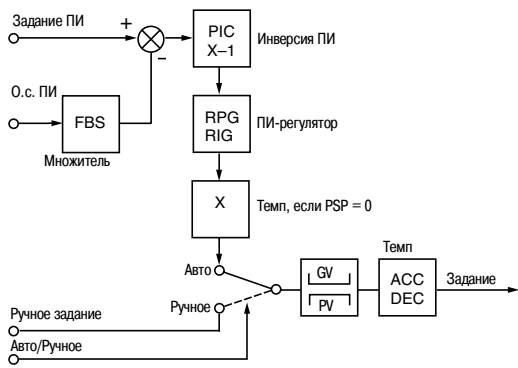 Задание ПИ
+
–
PIC
X–1
Инверсия ПИ
О.с. ПИ
FBS
Множитель
RPG
RIG
ПИ-регулятор
X
Темп, если PSP = 0
Авто
Темп
GV
PV
ACC
DEC
Задание
Ручное
Ручное задание
Авто/Ручное